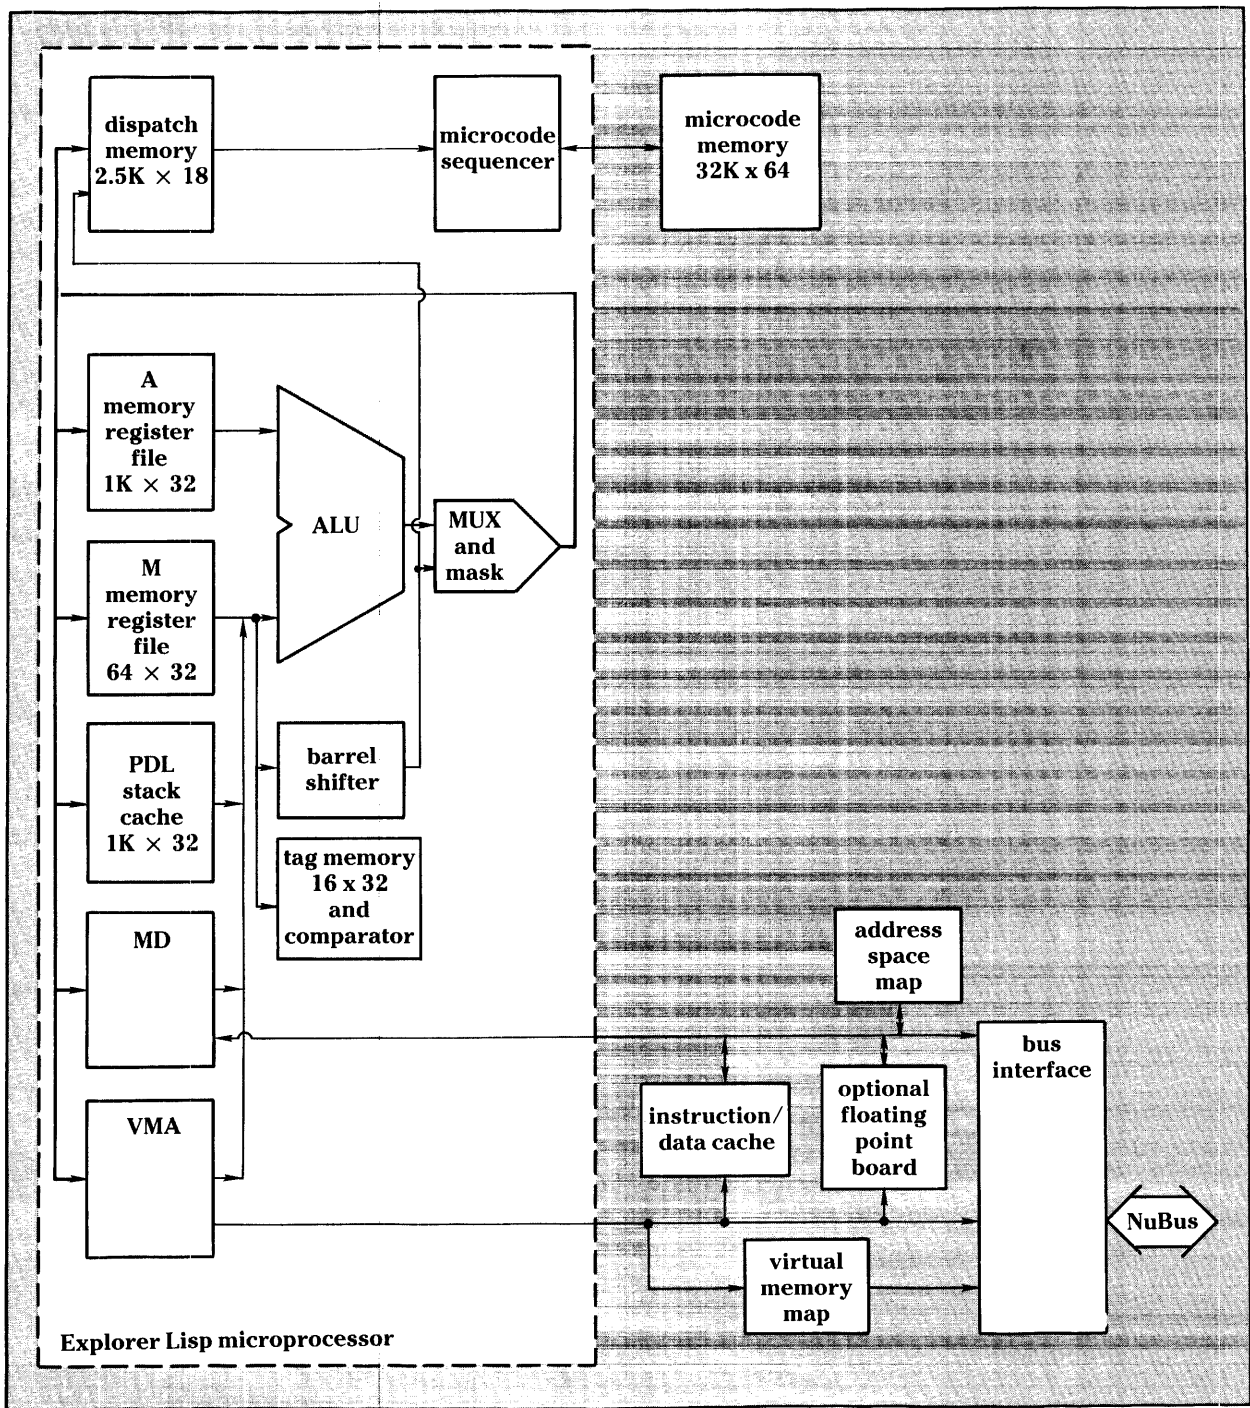 dispatch
memory
2.5K × 18
microcode
sequencer
microcode
memory
32K x 64
A
memory
register
file
1K × 32
ALU
MUX
and
mask
M
memory
register
file
64 × 32
PDL
stack
cache
1K × 32
barrel
shifter
tag memory
16 x 32
and
comparator
MD
address
space
map
bus
interface
VMA
instruction/
data cache
optional
floating
point
board
NuBus
virtual
memory
map
Explorer Lisp microprocessor